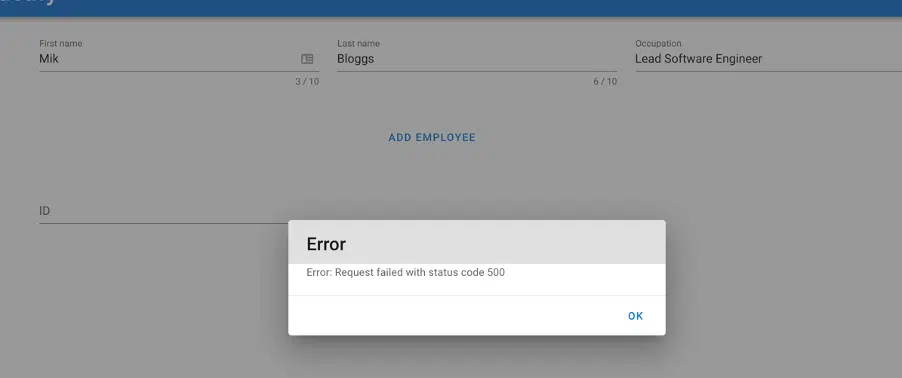 First name
Mik
3 / 10
Last name
Bloggs
6 / 10
Occupation
Lead Software Engineer
ADD EMPLOYEE
ID
Error
Error: Request failed with status code 500
OK